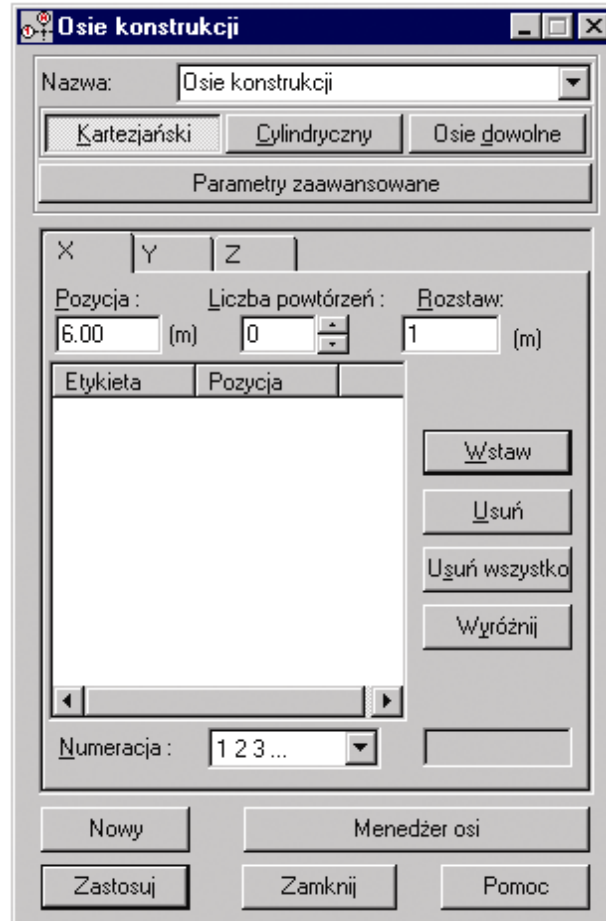 Osie konstrukcji
Nazwa: Osie konstrukcji
Kartezjański Cylindryczny Osie dowolne
Parametry zaawansowane
X Y Z
Pozycja : Liczba powtórzeń : Rozstaw:
6.00 (m) 0 1 (m)
Etykieta Pozycja
Wstaw
Usuń
Usuń wszystko
Wyróżnij
Numeracja : 1 2 3 ...
Nowy Menedżer osi
Zastosuj Zamknij Pomoc